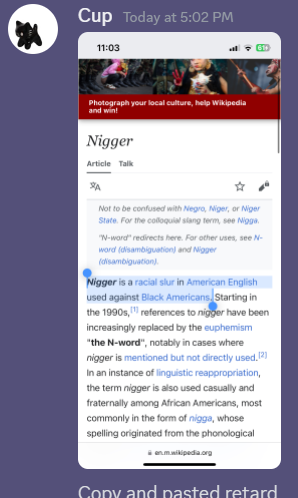 Cup Today at 5:02 PM
11:03
Photograph your local culture, help Wikipedia
and win!
Nigger
Article Talk
Not to be confused with Negro, Niger, or Niger
State. For the colloquial slang term, see Nigga.
"N-word" redirects here. For other uses, see N-
word (disambiguation) and Nigger
(disambiguation).
Nigger is a racial slur in American English
used against Black Americans. Starting in
the 1990s,[1] references to nigger have been
increasingly replaced by the euphemism
"the N-word", notably in cases where
nigger is mentioned but not directly used.[2]
In an instance of linguistic reappropriation,
the term nigger is also used casually and
fraternally among African Americans, most
commonly in the form of nigga, whose
spelling originated from the phonological
en.m.wikipedia.org
Copy and pasted retard